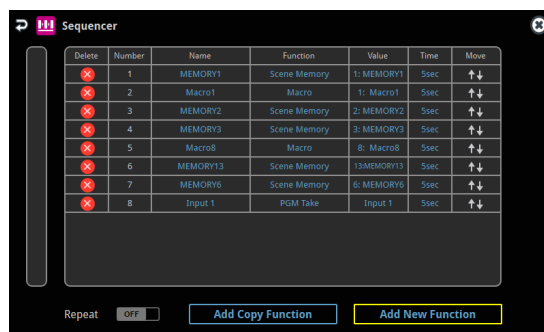 Sequencer
Delete Number Name Function Value Time Move
1 MEMORY1 Scene Memory 1: MEMORY1 5sec
2 Macro1 Macro 1: Macro1 5sec
3 MEMORY2 Scene Memory 2: MEMORY2 5sec
4 MEMORY3 Scene Memory 3: MEMORY3 5sec
5 Macro8 Macro 8: Macro8 5sec
6 MEMORY13 Scene Memory 13:MEMORY13 5sec
7 MEMORY6 Scene Memory 6: MEMORY6 5sec
8 Input 1 PGM Take Input 1 5sec
Repeat OFF Add Copy Function Add New Function